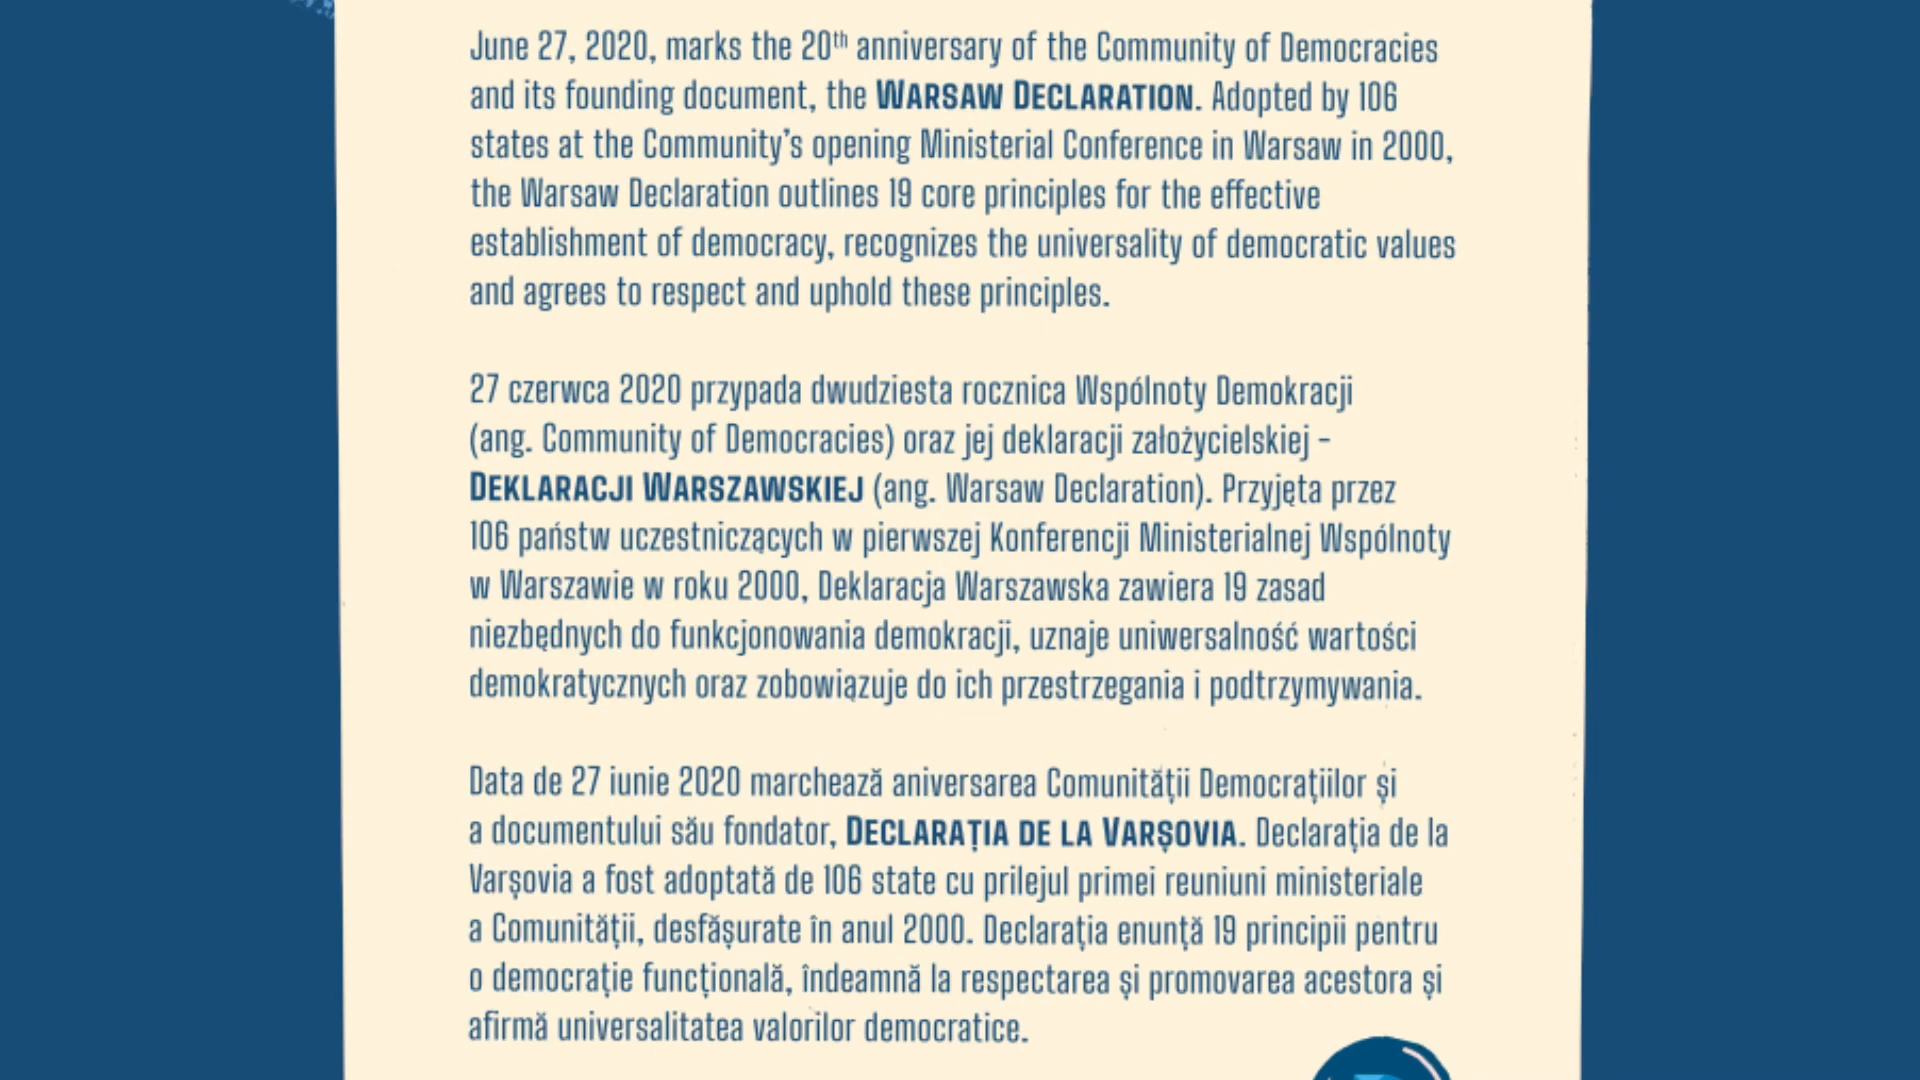 June 27, 2020, marks the 20th anniversary of the Community of Democracies
and its founding document, the WARSAW DECLARATION. Adopted by 106
states at the Community's opening Ministerial Conference in Warsaw in 2000,
the Warsaw Declaration outlines 19 core principles for the effective
establishment of democracy, recognizes the universality of democratic values
and agrees to respect and uphold these principles.
27 czerwca 2020 przypada dwudziesta rocznica Wspólnoty Demokracji
(ang. Community of Democracies) oraz jej deklaracji założycielskiej –
DEKLARACJI WARSZAWSKIEJ (ang. Warsaw Declaration). Przyjęta przez
106 państw uczestniczących w pierwszej Konferencji Ministerialnej Wspólnoty
w Warszawie w roku 2000, Deklaracja Warszawska zawiera 19 zasad
niezbędnych do funkcjonowania demokracji, uznaje uniwersalność wartości
demokratycznych oraz zobowiązuje do ich przestrzegania i podtrzymywania.
Data de 27 iunie 2020 marchează aniversarea Comunității Democrațiilor și
a documentului său fondator, DECLARAȚIA DE LA VARȘOVIA. Declarația de la
Varșovia a fost adoptată de 106 state cu prilejul primei reuniuni ministeriale
a Comunității, desfășurate în anul 2000. Declarația enunță 19 principii pentru
o democrație funcțională, îndeamnă la respectarea și promovarea acestora și
afirmă universalitatea valorilor democratice.